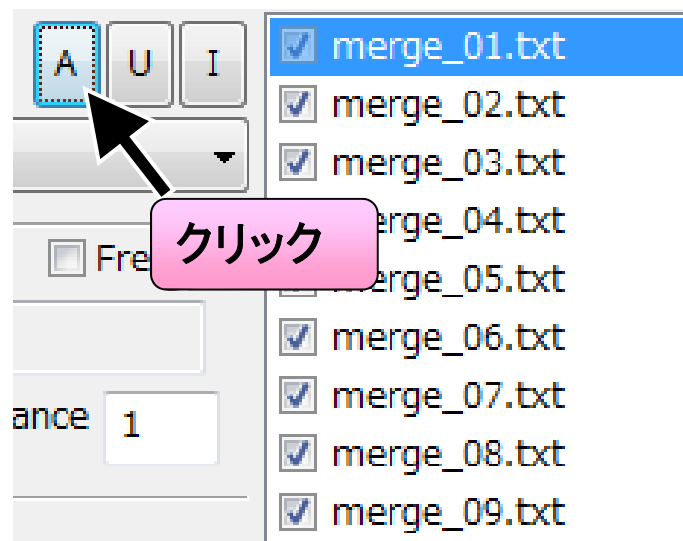 A U I
クリック
Fre
ance 1
merge_01.txt
merge_02.txt
merge_03.txt
erge_04.txt
erge_05.txt
merge_06.txt
merge_07.txt
merge_08.txt
merge_09.txt